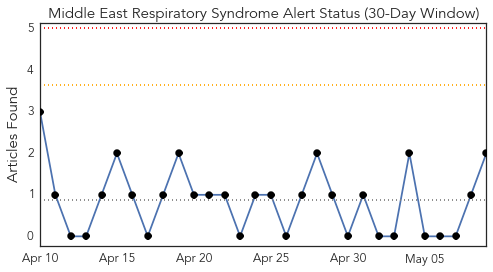 Middle East Respiratory Syndrome Alert Status (30-Day Window)
Articles Found
5
4
3
2
1
0
Apr 10 Apr 15 Apr 20 Apr 25 Apr 30 May 05